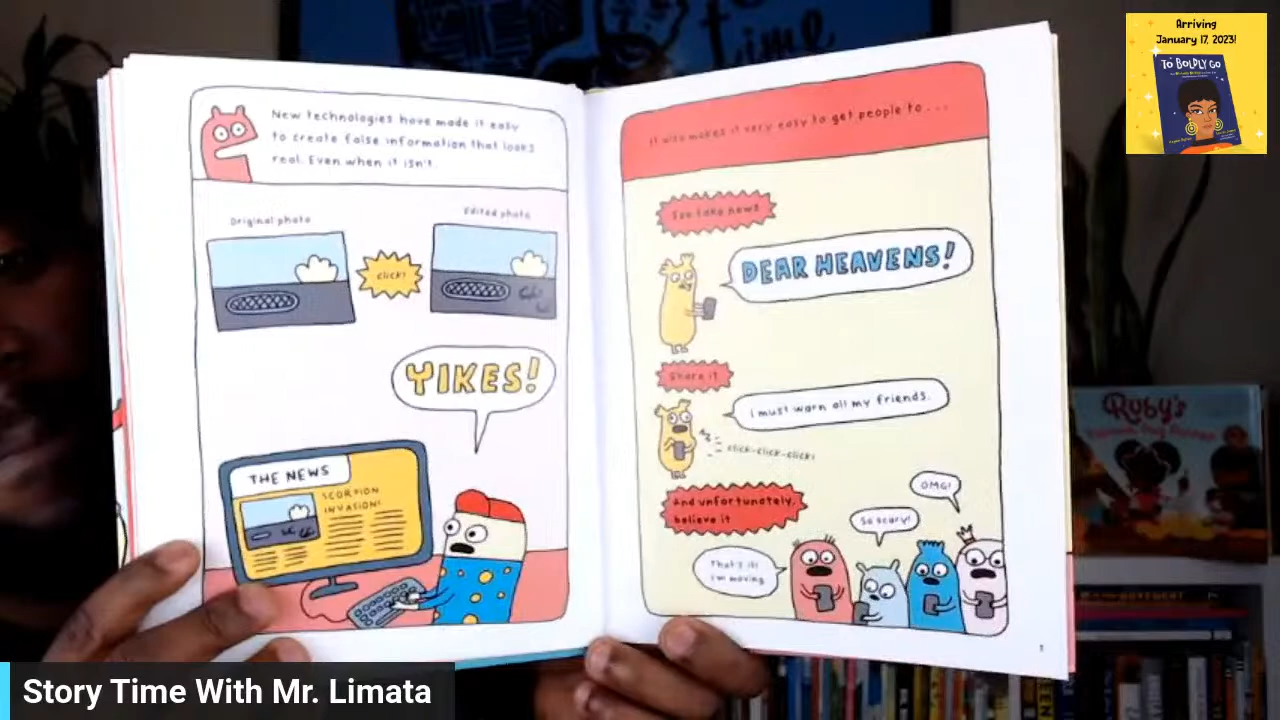 New technologies have made it easy
to create false information that looks
real. Even when it isn't.
Original photo
Edited photo
click!
YIKES!
THE NEWS
SCORPION
INVASION!
It also makes it very easy to get people to . . .
See fake news
DEAR HEAVENS!
Share it
I must warn all my friends.
click-click-click!
And unfortunately,
believe it
OMG!
So scary!
That's it!
I'm moving
Arriving
January 17, 2023!
TO BOLDLY GO
Ruby's
Story Time With Mr. Limata
time